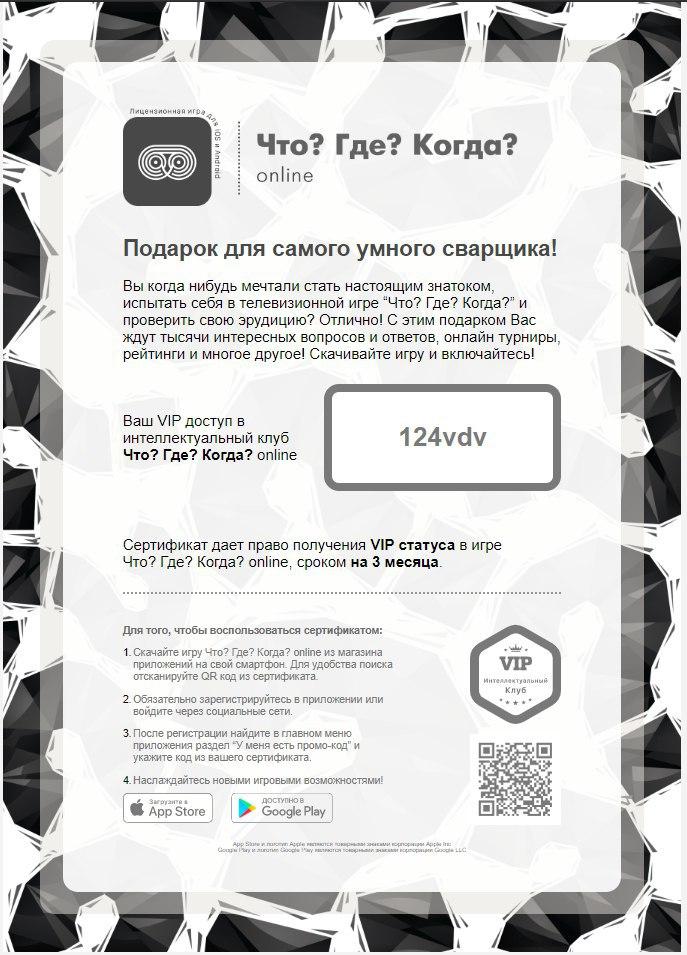 Лицензионная игра для iOS и Android
Что? Где? Когда?
online
Подарок для самого умного сварщика!
Вы когда нибудь мечтали стать настоящим знатоком,
испытать себя в телевизионной игре “Что? Где? Когда?” и
проверить свою эрудицию? Отлично! С этим подарком Вас
ждут тысячи интересных вопросов и ответов, онлайн турниры,
рейтинги и многое другое! Скачивайте игру и включайтесь!
Ваш VIP доступ в
интеллектуальный клуб
Что? Где? Когда? online
124vdv
Сертификат дает право получения VIP статуса в игре
Что? Где? Когда? online, сроком на 3 месяца.
Для того, чтобы воспользоваться сертификатом:
1. Скачайте игру Что? Где? Когда? online из магазина
приложений на свой смартфон. Для удобства поиска
отсканируйте QR код из сертификата.
2. Обязательно зарегистрируйтесь в приложении или
войдите через социальные сети.
3. После регистрации найдите в главном меню
приложения раздел “У меня есть промо-код” и
укажите код из вашего сертификата.
4. Наслаждайтесь новыми игровыми возможностями!
VIP
Интеллектуальный
Клуб
Загрузите в
App Store
ДОСТУПНО В
Google Play
App Store и логотип Apple являются товарными знаками корпорации Apple Inc
Google Play и логотип Google Play являются товарными знаками корпорации Google LLC